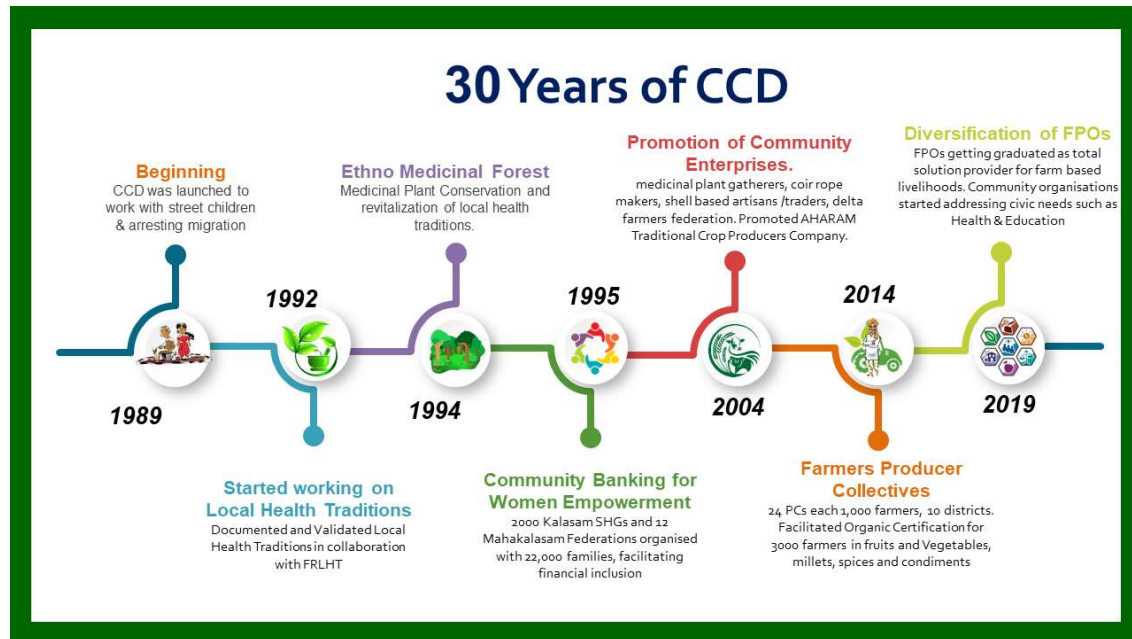 30 Years of CCD
Beginning
CCD was launched to
work with street children
& arresting migration
1989
1992
Started working on
Local Health Traditions
Documented and Validated Local
Health Traditions in collaboration
with FRLHT
Ethno Medicinal Forest
Medicinal Plant Conservation and
revitalization of local health
traditions.
1994
1995
Community Banking for
Women Empowerment
2000 Kalasam SHGs and 12
Mahakalasam Federations organised
with 22,000 families, facilitating
financial inclusion
Promotion of Community
Enterprises.
medicinal plant gatherers, coir rope
makers, shell based artisans /traders, delta
farmers federation. Promoted AHARAM
Traditional Crop Producers Company.
2004
2014
Farmers Producer
Collectives
24 PCs each 1,000 farmers, 10 districts.
Facilitated Organic Certification for
3000 farmers in fruits and Vegetables,
millets, spices and condiments
Diversification of FPOs
FPOs getting graduated as total
solution provider for farm based
livelihoods. Community organisations
started addressing civic needs such as
Health & Education
2019